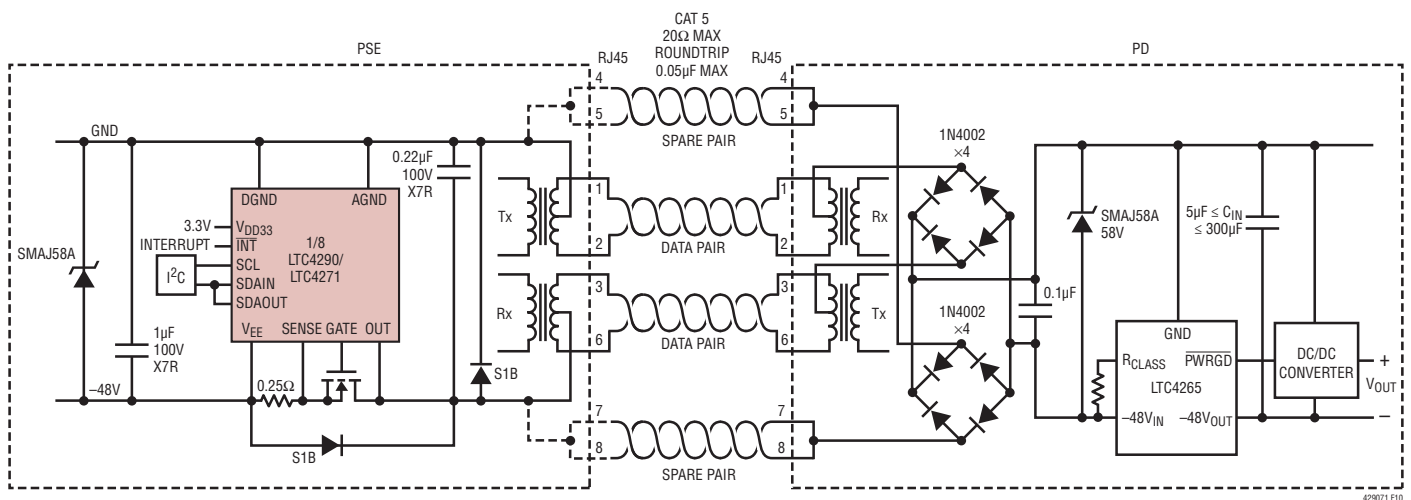 CAT 5
20Ω MAX
ROUNDTRIP
0.05µF MAX
PSE
RJ45
RJ45
PD
4
5
4
5
SPARE PAIR
GND
0.22µF
100V
X7R
1N4002
×4
DGND
AGND
Tx
1
2
DATA PAIR
1
2
Rx
SMAJ58A
58V
5µF ≤ CIN
≤ 300µF
3.3V
VDD33
INTERRUPT
INT
1/8
LTC4290/
LTC4271
SMAJ58A
I2C
SCL
SDAIN
SDAOUT
VEE
SENSE
GATE
OUT
Rx
3
6
DATA PAIR
3
6
Tx
0.1µF
1N4002
×4
1µF
100V
X7R
S1B
–48V
0.25Ω
GND
RCLASS
PWRGD
LTC4265
–48VIN
–48VOUT
DC/DC
CONVERTER
+
VOUT
–
S1B
7
8
7
8
SPARE PAIR
429071 F10